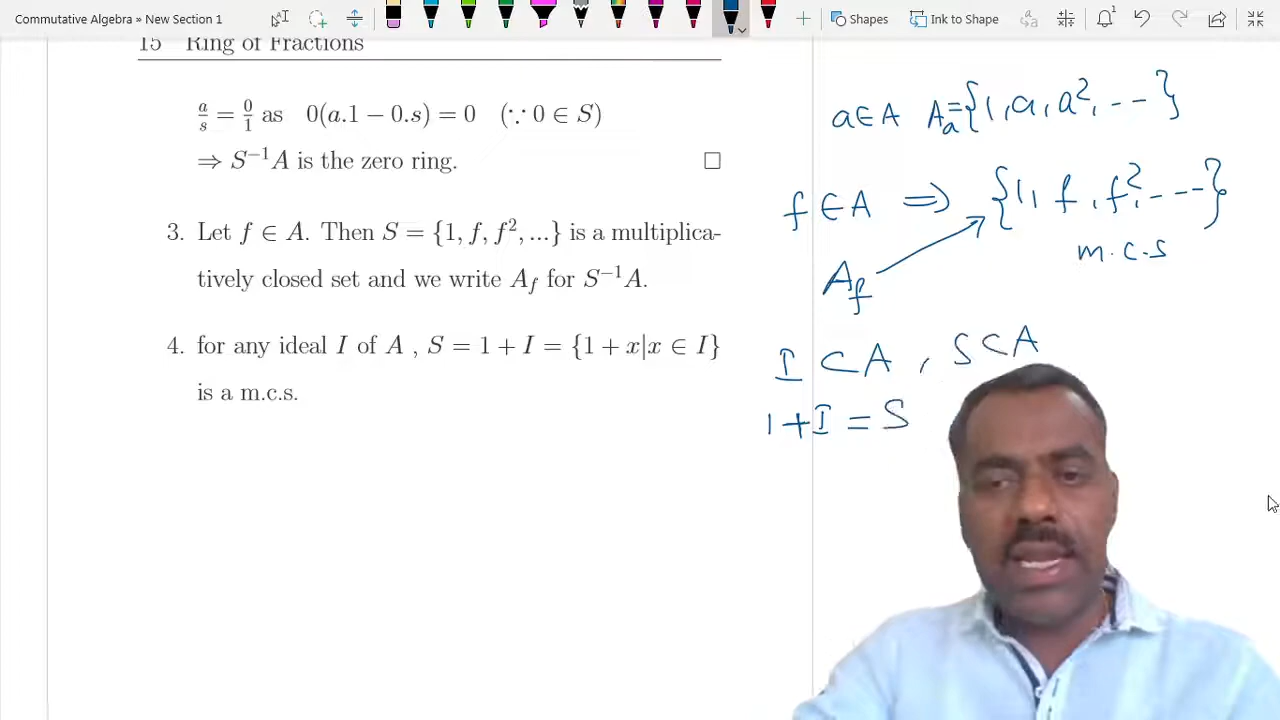 Commutative Algebra » New Section 1
Shapes
Ink to Shape
15 Ring of Fractions
a/s = 0/1 as 0(a.1 − 0.s) = 0 (∵ 0 ∈ S)
⇒ S⁻¹A is the zero ring. □
3. Let f ∈ A. Then S = {1, f, f², ...} is a multiplica-
tively closed set and we write A_f for S⁻¹A.
4. for any ideal I of A , S = 1 + I = {1 + x|x ∈ I}
is a m.c.s.
a∈A A_a={1, a, a², --}
f∈A ⇒ {1, f, f², ---}
m.c.s
A_f
I ⊂ A , S ⊂ A
1+I = S